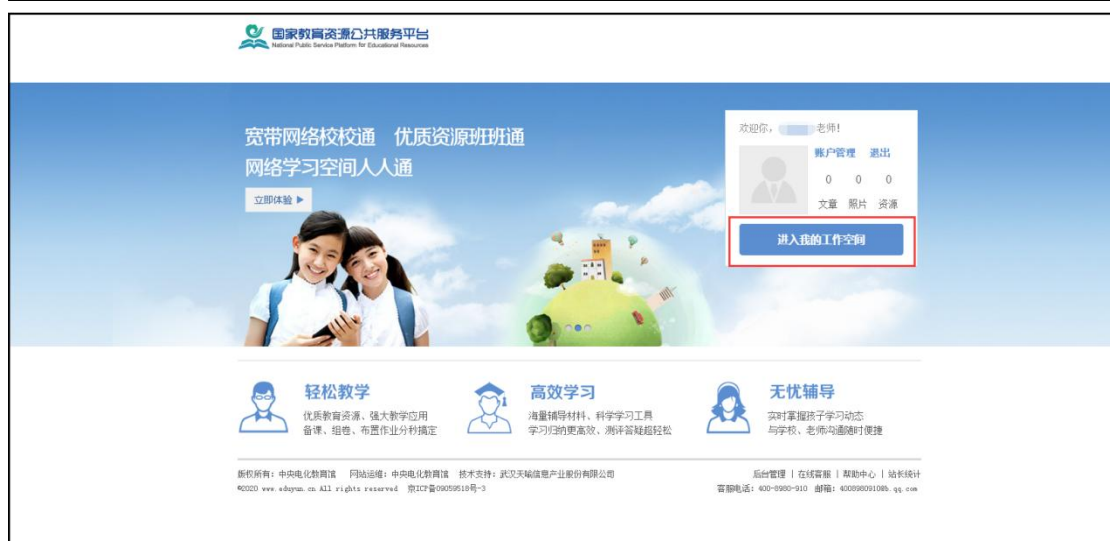 国家教育资源公共服务平台
National Public Service Platform for Educational Resources
宽带网络校校通 优质资源班班通
网络学习空间人人通
立即体验
欢迎你， 老师！
账户管理 退出
0 0 0
文章 照片 资源
进入我的工作空间
轻松教学
优质教育资源、强大教学应用
备课、组卷、布置作业分秒搞定
高效学习
海量辅导材料、科学学习工具
学习归纳更高效、测评答疑超轻松
无忧辅导
实时掌握孩子学习动态
与学校、老师沟通随时便捷
版权所有：中央电化教育馆 网站运维：中央电化教育馆 技术支持：武汉天喻信息产业股份有限公司
©2020 www.eduyun.cn All rights reserved 京ICP备09059518号-3
后台管理 | 在线客服 | 帮助中心 | 站长统计
客服电话：400-8980-910 邮箱：4008980910@b.qq.com